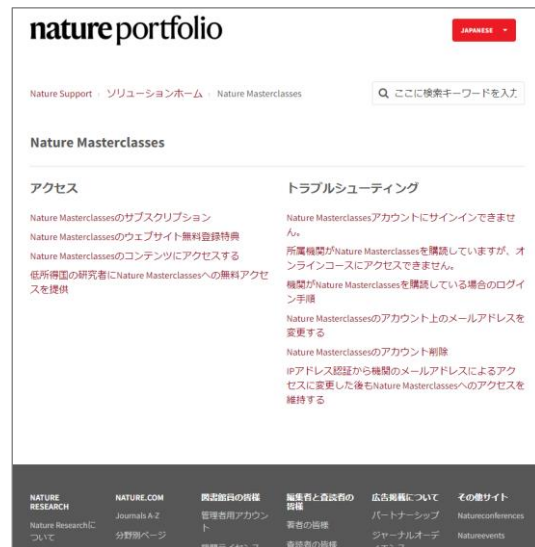 nature portfolio
JAPANESE
Nature Support
ソリューションホーム
Nature Masterclasses
ここに検索キーワードを入力
Nature Masterclasses
アクセス
Nature Masterclassesのサブスクリプション
Nature Masterclassesのウェブサイト無料登録特典
Nature Masterclassesのコンテンツにアクセスする
低所得国の研究者にNature Masterclassesへの無料アクセ
スを提供
トラブルシューティング
Nature Masterclassesアカウントにサインインできませ
ん。
所属機関がNature Masterclassesを購読していますが、オ
ンラインコースにアクセスできません。
機関がNature Masterclassesを購読している場合のログイ
ン手順
Nature Masterclassesのアカウント上のメールアドレスを
変更する
Nature Masterclassesのアカウント削除
IPアドレス認証から機関のメールアドレスによるアク
セスに変更した後もNature Masterclassesへのアクセスを
維持する
NATURE
RESEARCH
Nature Researchに
ついて
NATURE.COM
Journals A-Z
分野別ページ
図書館員の皆様
管理者用アカウン
ト
編集者と査読者の
皆様
著者の皆様
査読者の皆様
広告掲載について
パートナーシップ
ジャーナルオーデ
その他サイト
Natureconferences
Natureevents